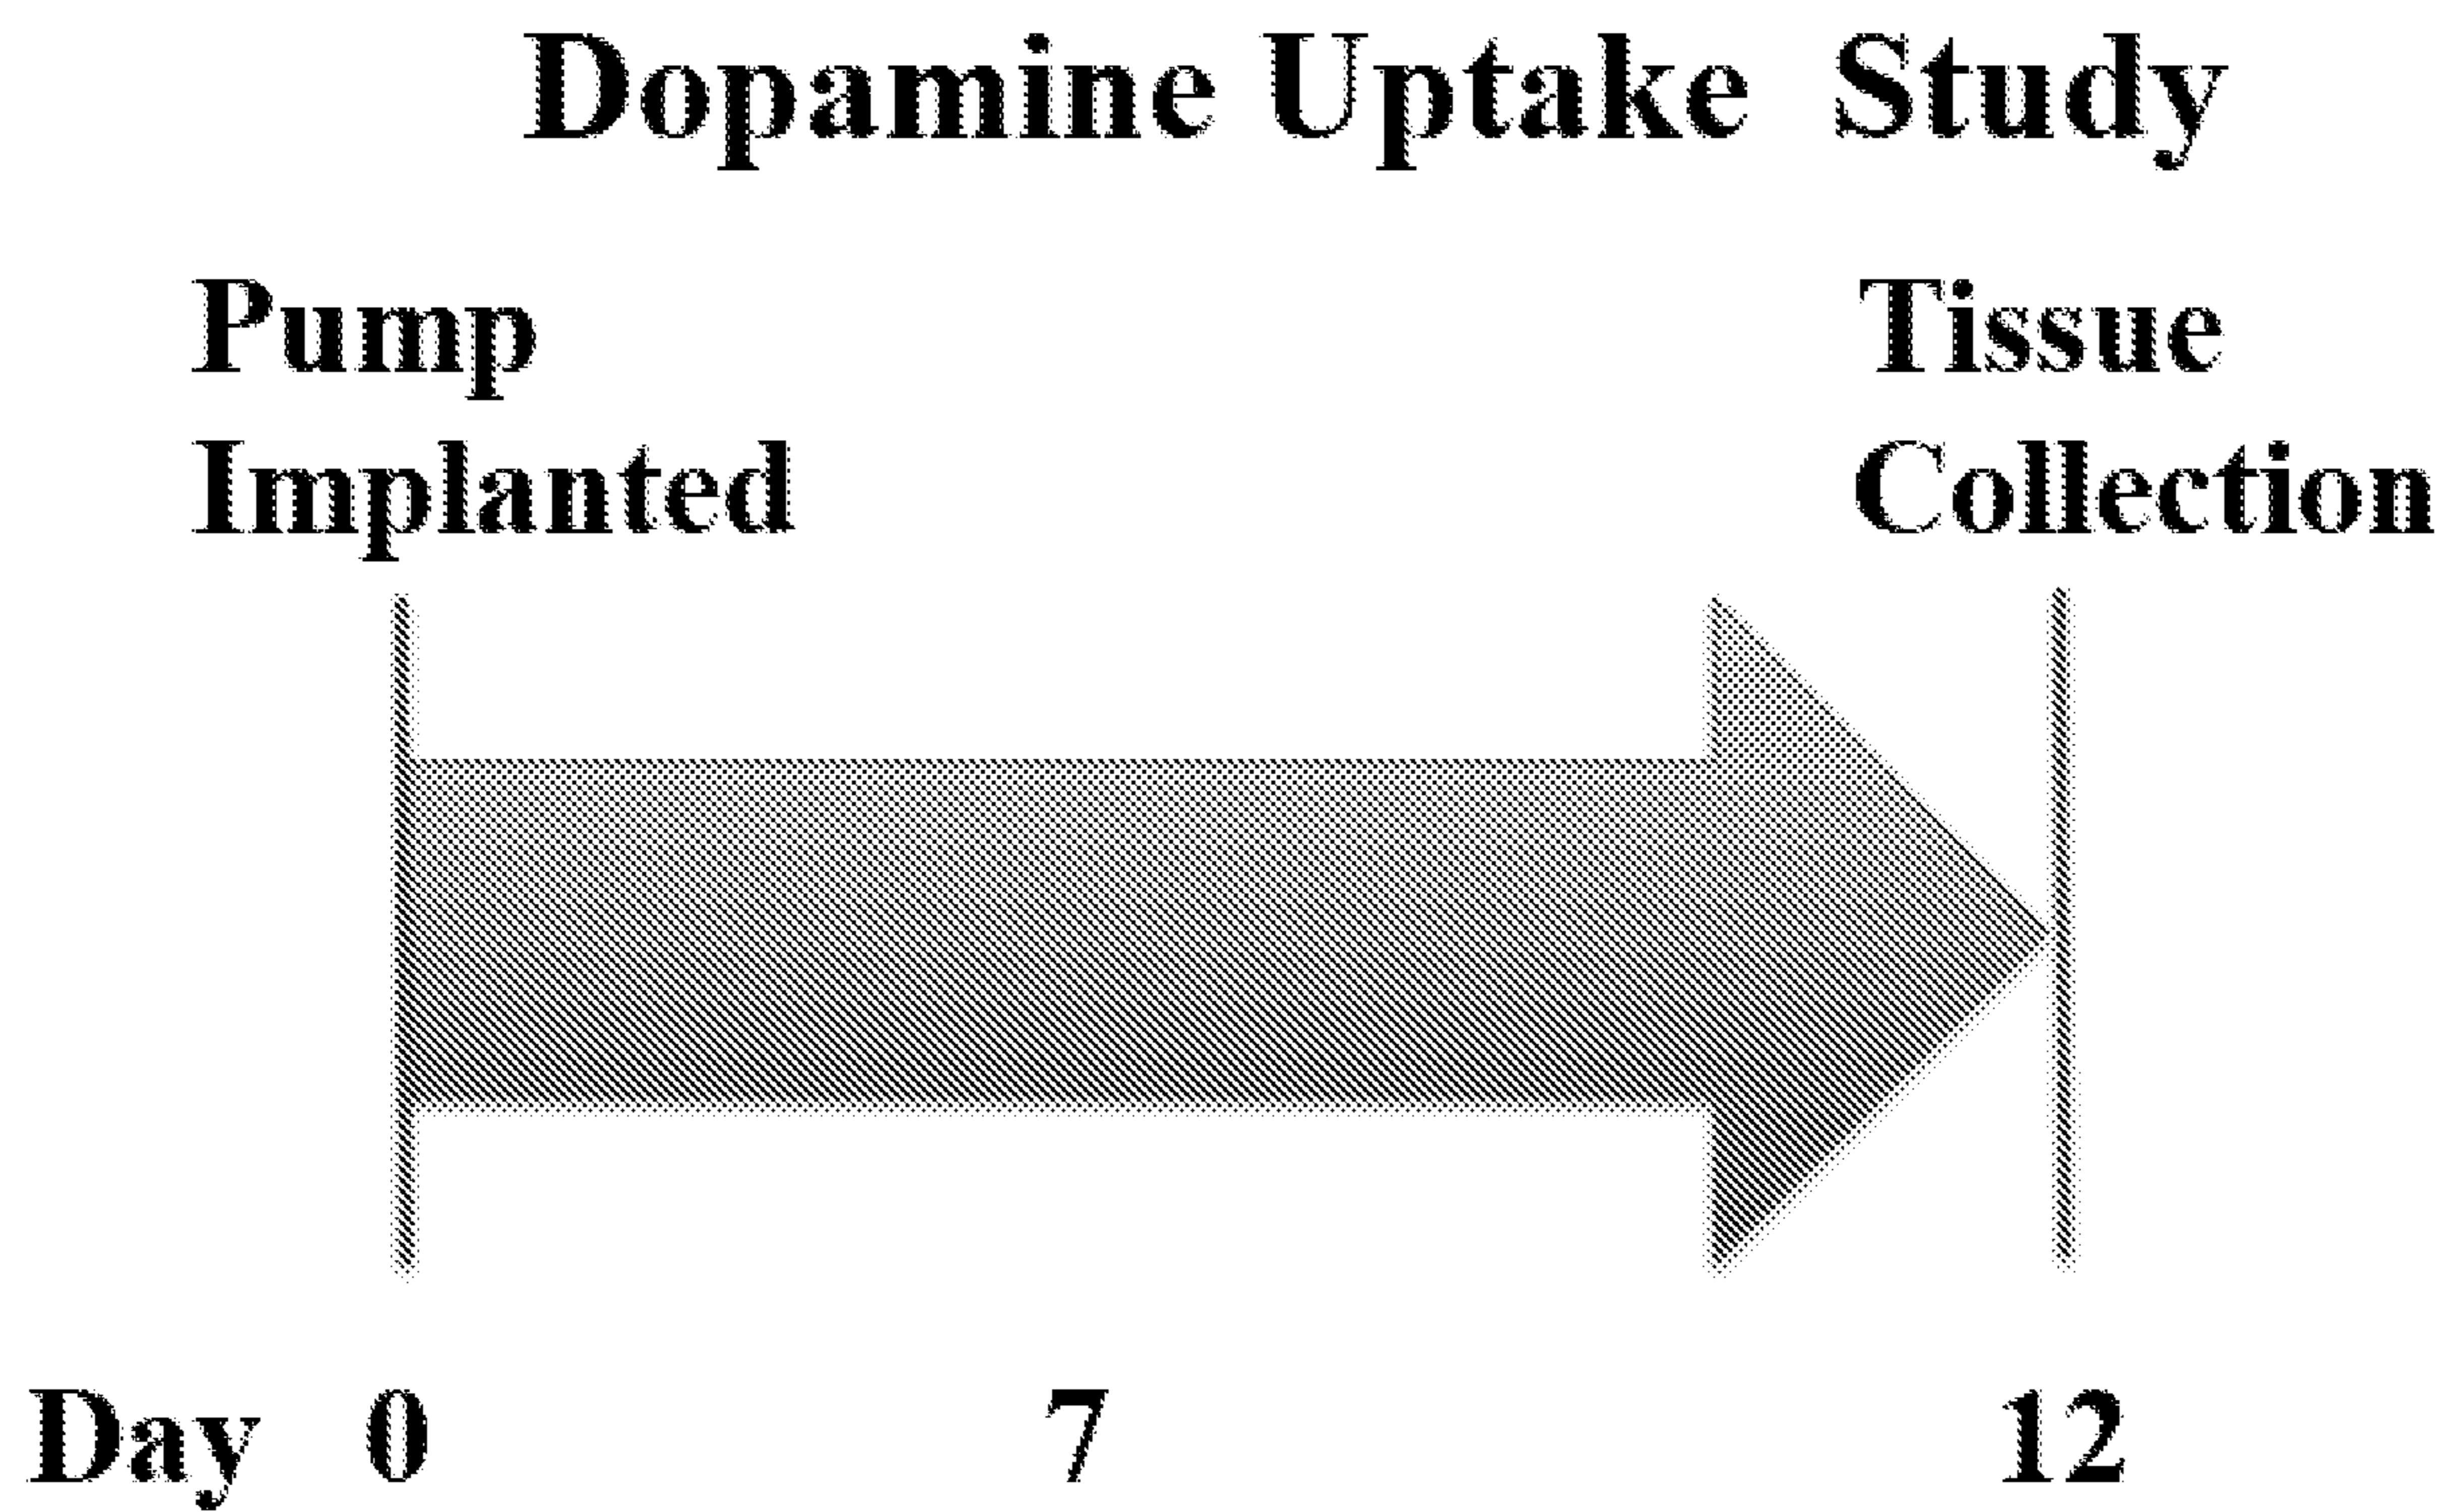 Dopamine Uptake Study
Pump
Implanted
Tissue
Collection
Day 0 7 12